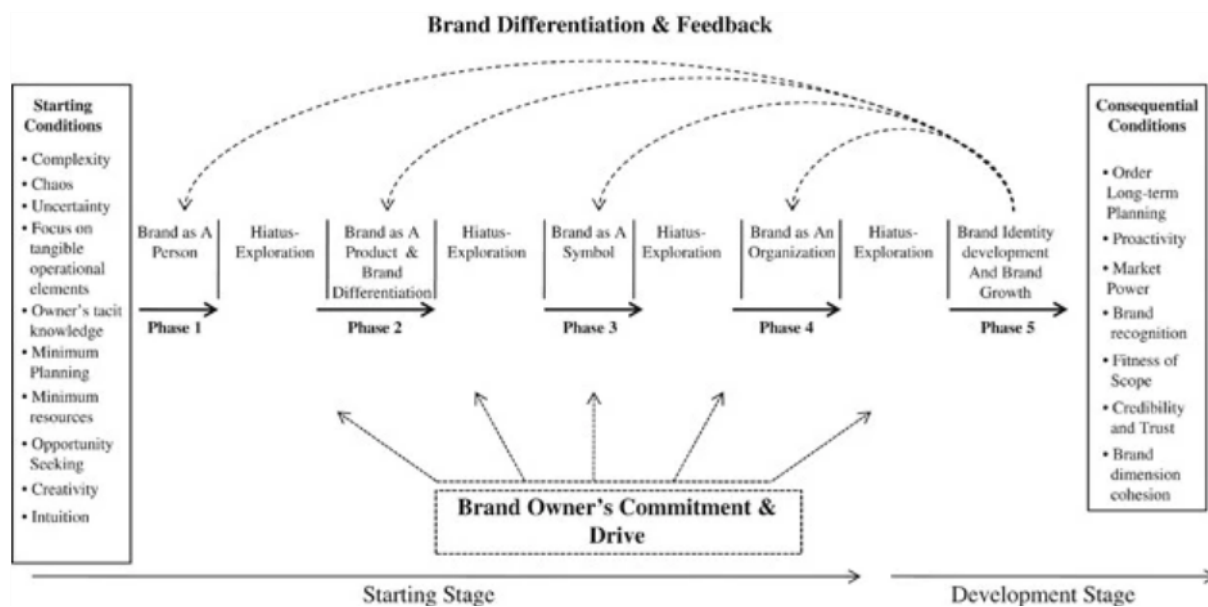 Brand Differentiation & Feedback
Starting
Conditions
• Complexity
• Chaos
• Uncertainty
• Focus on
tangible
operational
elements
• Owner's tacit
knowledge
• Minimum
Planning
• Minimum
resources
• Opportunity
Seeking
• Creativity
• Intuition
Brand as A
Person
Phase 1
Hiatus-
Exploration
Brand as A
Product &
Brand
Differentiation
Phase 2
Hiatus-
Exploration
Brand as A
Symbol
Phase 3
Hiatus-
Exploration
Brand as An
Organization
Phase 4
Hiatus-
Exploration
Brand Identity
development
And Brand
Growth
Phase 5
Consequential
Conditions
• Order
Long-term
Planning
• Proactivity
• Market
Power
• Brand
recognition
• Fitness of
Scope
• Credibility
and Trust
• Brand
dimension
cohesion
Brand Owner's Commitment &
Drive
Starting Stage
Development Stage